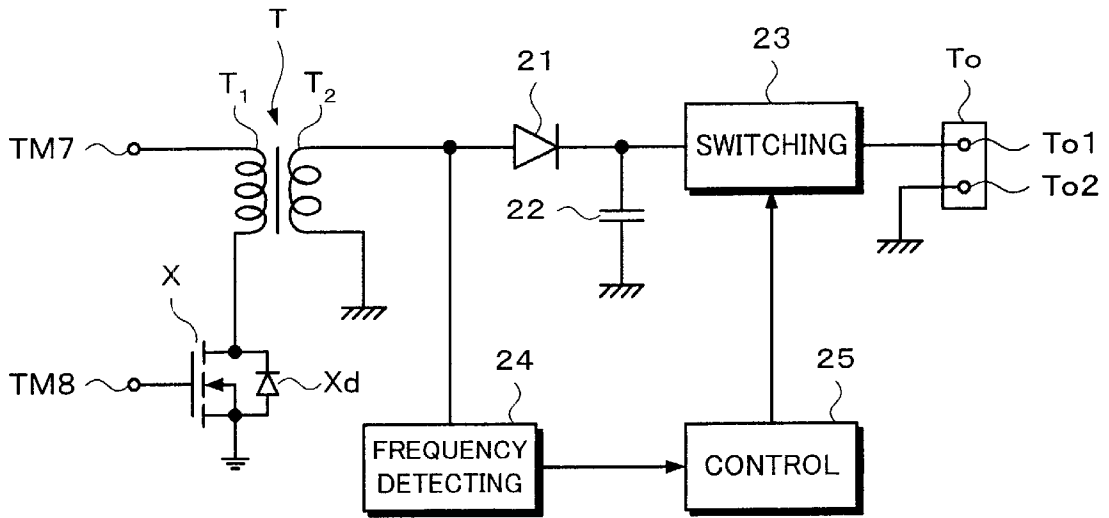 T
T1
T2
21
23
To
TM7
SWITCHING
To1
To2
22
X
TM8
Xd
24
25
FREQUENCY
DETECTING
CONTROL